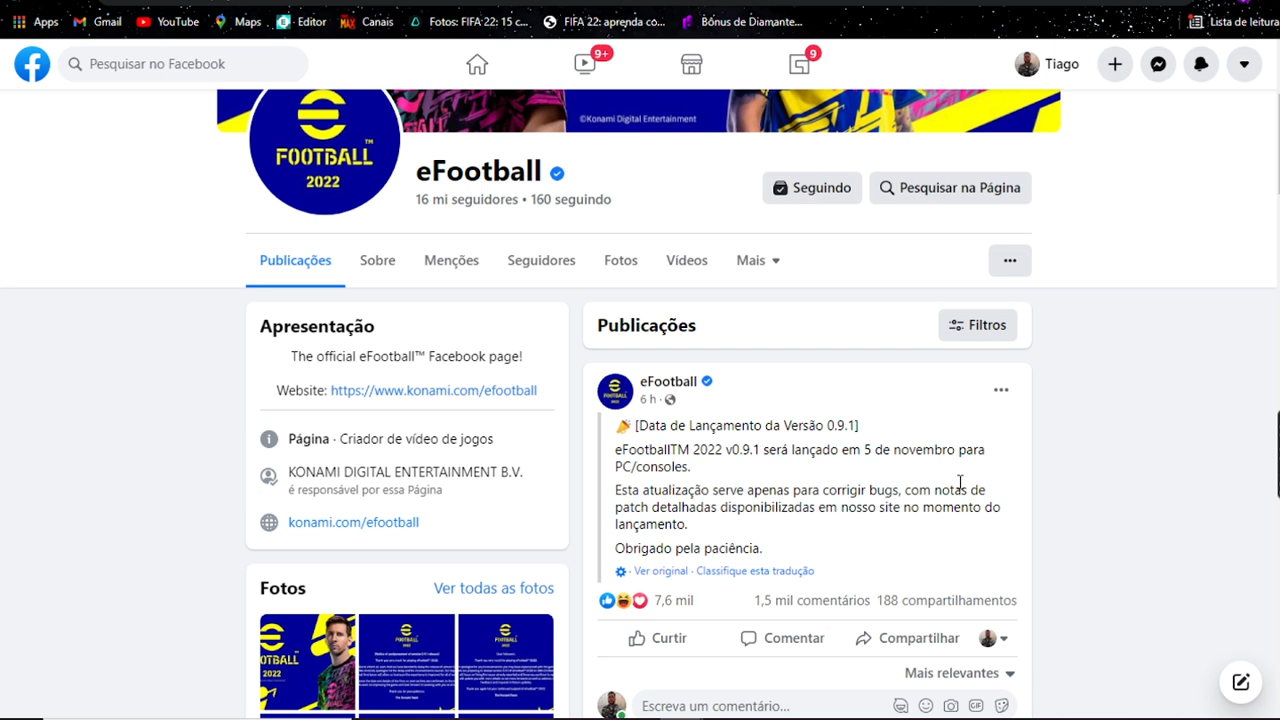 Apps Gmail YouTube Maps Editor Canais Fotos: FIFA 22: 15 c... FIFA 22: aprenda co... Bônus de Diamante... Lista de leitura
Pesquisar no Facebook
9+
9
Tiago
©Konami Digital Entertainment
FOOTBALL™
2022
eFootball
16 mi seguidores • 160 seguindo
Seguindo
Pesquisar na Página
Publicações Sobre Menções Seguidores Fotos Vídeos Mais
Apresentação
The official eFootball™ Facebook page!
Website: https://www.konami.com/efootball
Página · Criador de vídeo de jogos
KONAMI DIGITAL ENTERTAINMENT B.V.
é responsável por essa Página
konami.com/efootball
Fotos
Ver todas as fotos
Publicações
Filtros
eFootball
6 h ·
[Data de Lançamento da Versão 0.9.1]
eFootballTM 2022 v0.9.1 será lançado em 5 de novembro para
PC/consoles.
Esta atualização serve apenas para corrigir bugs, com notas de
patch detalhadas disponibilizadas em nosso site no momento do
lançamento.
Obrigado pela paciência.
· Ver original · Classifique esta tradução
7,6 mil
1,5 mil comentários 188 compartilhamentos
Curtir Comentar Compartilhar
Mais relevantes
Escreva um comentário...